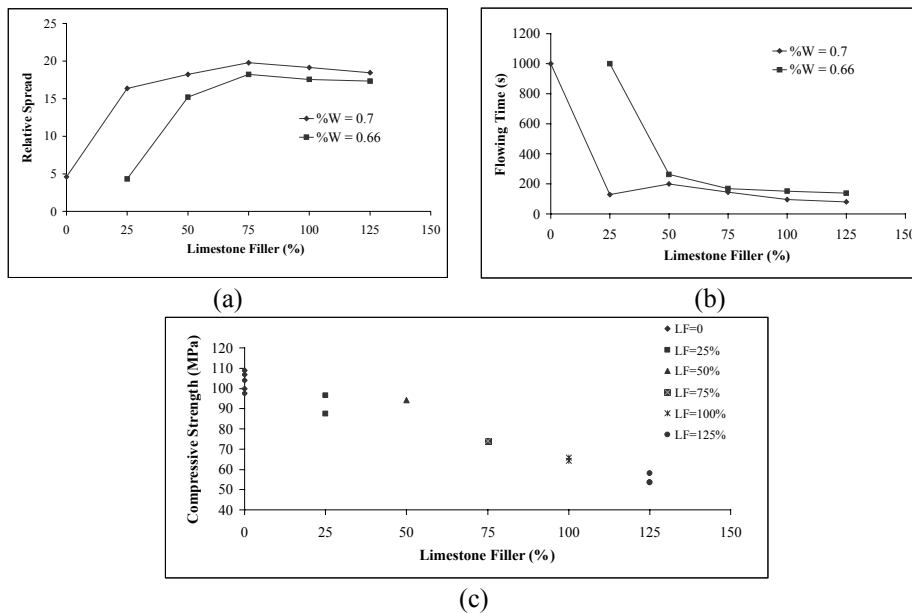 25
20
15
10
5
0
Relative Spread
%W = 0.7
%W = 0.66
0 25 50 75 100 125 150
Limestone Filler (%)
(a)
1200
1000
800
600
400
200
0
Flowing Time (s)
%W = 0.7
%W = 0.66
0 25 50 75 100 125 150
Limestone Filler (%)
(b)
120
110
100
90
80
70
60
50
40
Compressive Strength (MPa)
LF=0
LF=25%
LF=50%
LF=75%
LF=100%
LF=125%
0 25 50 75 100 125 150
Limestone Filler (%)
(c)